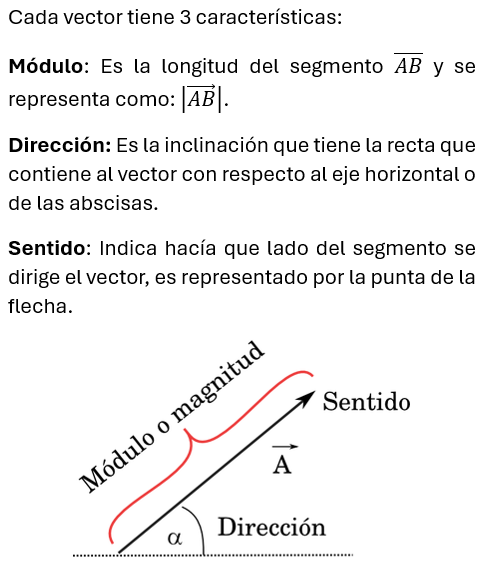 Cada vector tiene 3 características:
Módulo: Es la longitud del segmento AB y se
representa como: |AB|.
Dirección: Es la inclinación que tiene la recta que
contiene al vector con respecto al eje horizontal o
de las abscisas.
Sentido: Indica hacía que lado del segmento se
dirige el vector, es representado por la punta de la
flecha.
Módulo o magnitud
Sentido
A
Dirección
α